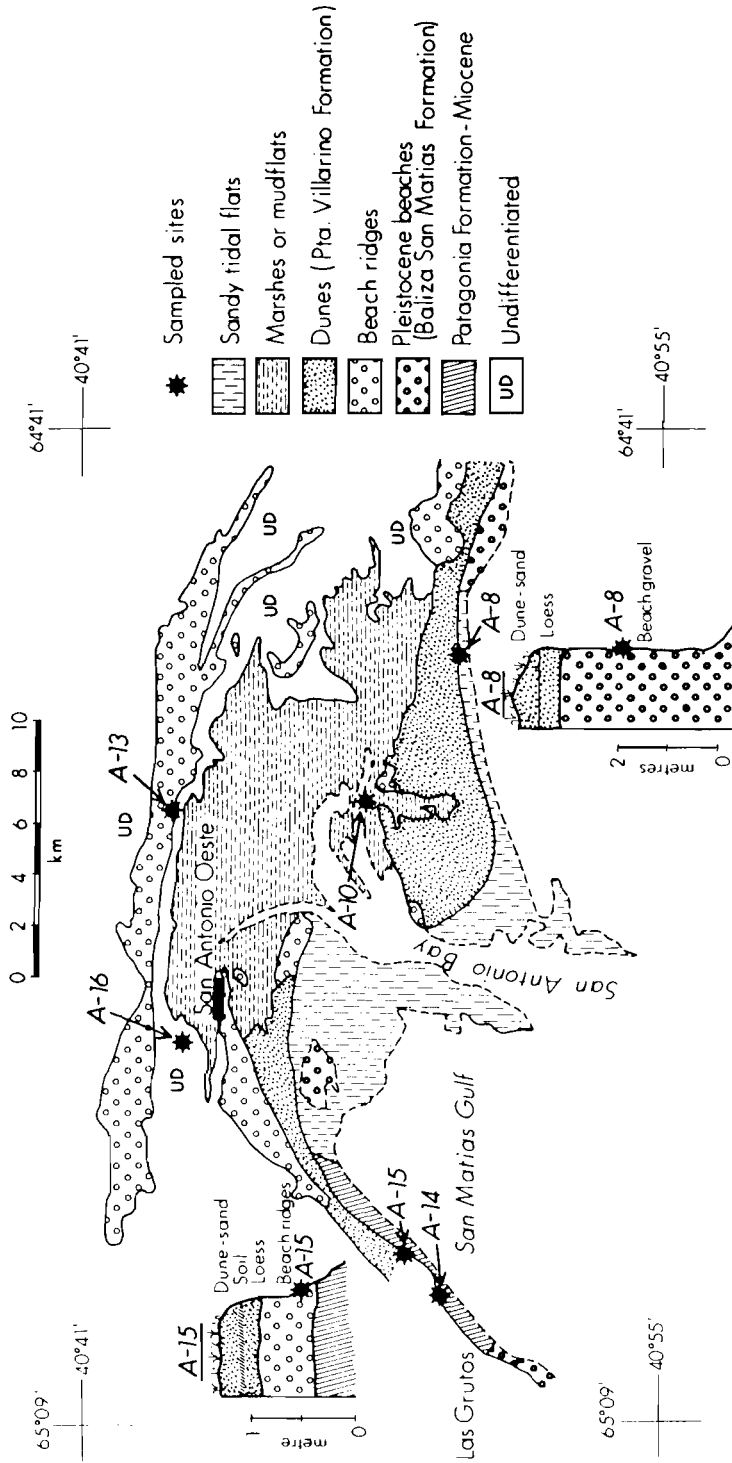 65°09'
40°41'
64°41'
40°41'
0 2 4 6 8 10
km
A-16
A-13
UD
UD
UD
UD
UD
San Antonio Oeste
A-10
A-8
San Antonio Bay
San Matias Gulf
A-15
A-14
Las Grutos
A-15
Dune-sand
Soil
Loess
Beach ridges
A-15
1
0
metre
A-8
Dune-sand
Loess
A-8
Beach gravel
2
0
metres
65°09'
40°55'
64°41'
40°55'
Sampled sites
Sandy tidal flats
Marshes or mudflats
Dunes (Pta. Villarino Formation)
Beach ridges
Pleistocene beaches
(Baliza San Matias Formation)
Patagonia Formation-Miocene
UD Undifferentiated